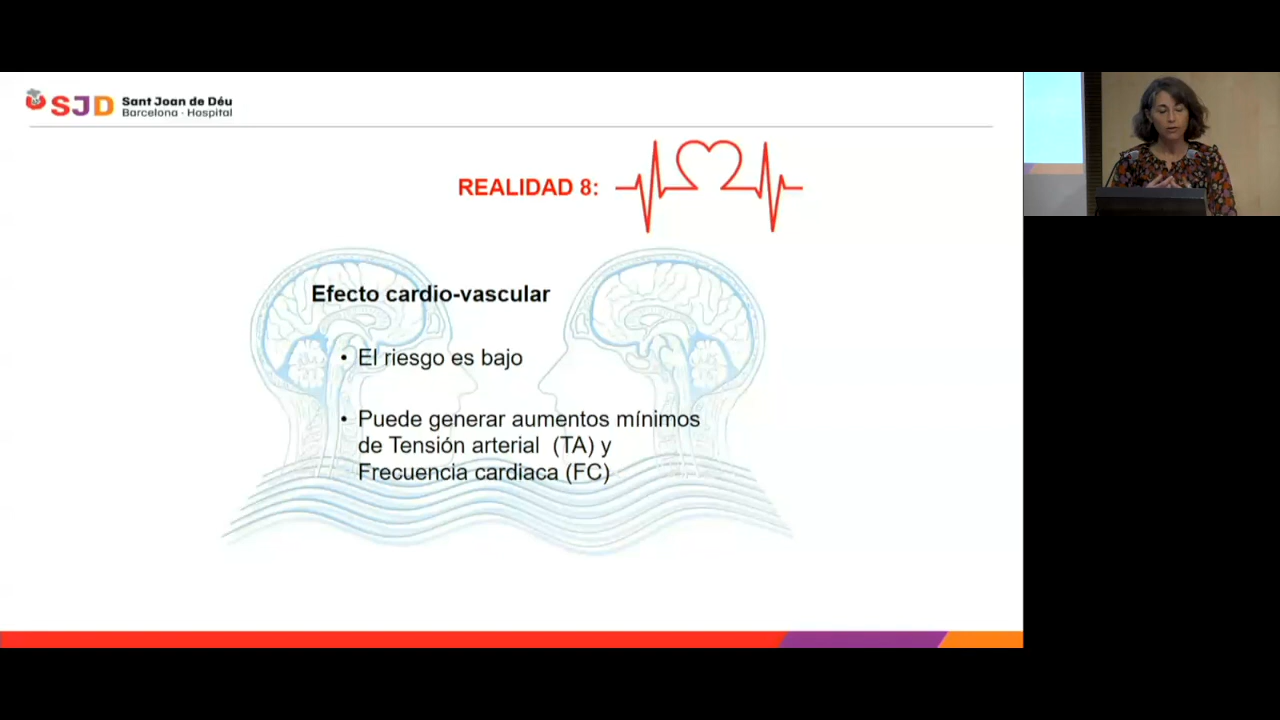 SJD Sant Joan de Déu
Barcelona · Hospital
REALIDAD 8:
Efecto cardio-vascular
• El riesgo es bajo
• Puede generar aumentos mínimos
de Tensión arterial (TA) y
Frecuencia cardiaca (FC)